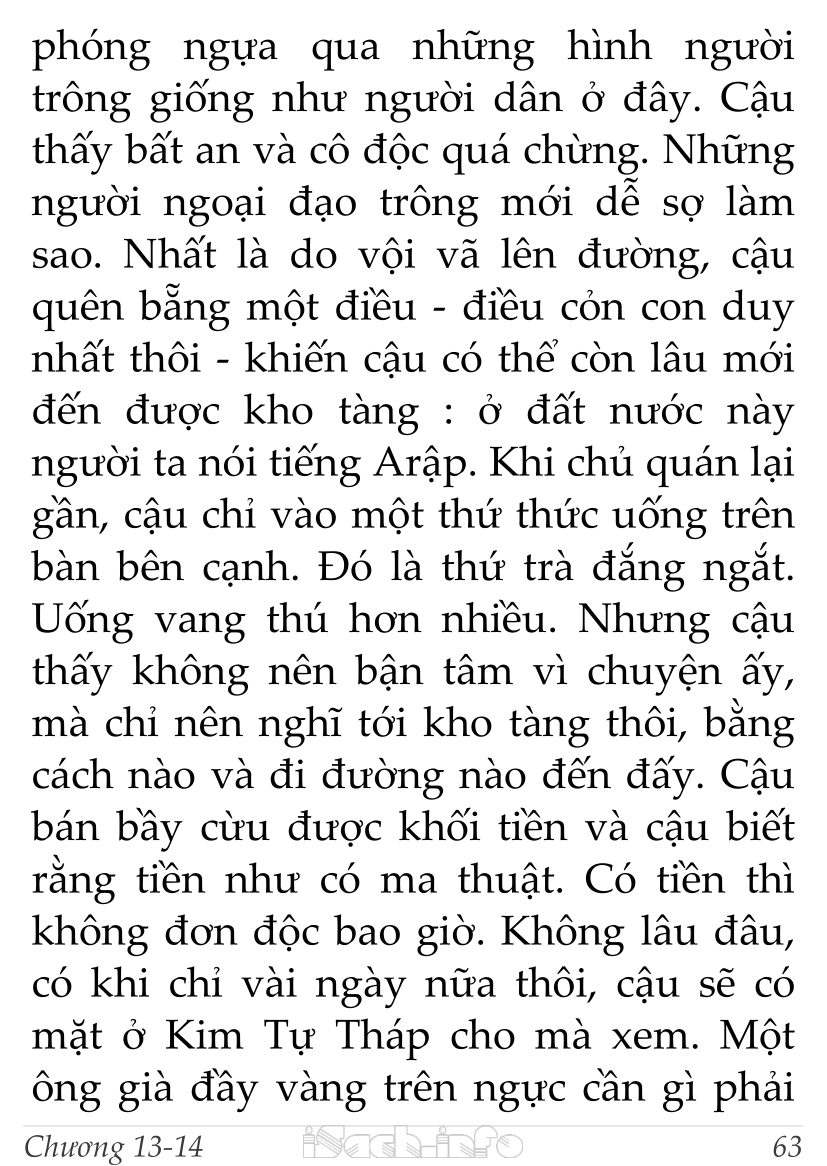 phóng ngựa qua những hình người
trông giống như người dân ở đây. Cậu
thấy bất an và cô độc quá chừng. Những
người ngoại đạo trông mới dễ sợ làm
sao. Nhất là do vội vã lên đường, cậu
quên bẵng một điều - điều cỏn con duy
nhất thôi - khiến cậu có thể còn lâu mới
đến được kho tàng : ở đất nước này
người ta nói tiếng Arập. Khi chủ quán lại
gần, cậu chỉ vào một thứ thức uống trên
bàn bên cạnh. Đó là thứ trà đắng ngắt.
Uống vang thú hơn nhiều. Nhưng cậu
thấy không nên bận tâm vì chuyện ấy,
mà chỉ nên nghĩ tới kho tàng thôi, bằng
cách nào và đi đường nào đến đấy. Cậu
bán bầy cừu được khối tiền và cậu biết
rằng tiền như có ma thuật. Có tiền thì
không đơn độc bao giờ. Không lâu đâu,
có khi chỉ vài ngày nữa thôi, cậu sẽ có
mặt ở Kim Tự Tháp cho mà xem. Một
ông già đầy vàng trên ngực cần gì phải
Chương 13-14 iSach.info 63